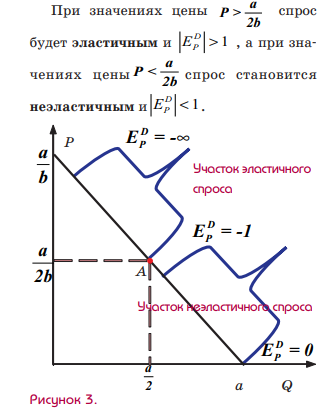 При значениях цены P > a/2b спрос
будет эластичным и |E_P^D| > 1 , а при зна-
чениях цены P < a/2b спрос становится
неэластичным и |E_P^D| < 1.
P
E_P^D = -∞
a/b
Участок эластичного
спроса
E_P^D = -1
a/2b
A
Участок неэластичного спроса
E_P^D = 0
a/2
a
Q
Рисунок 3.